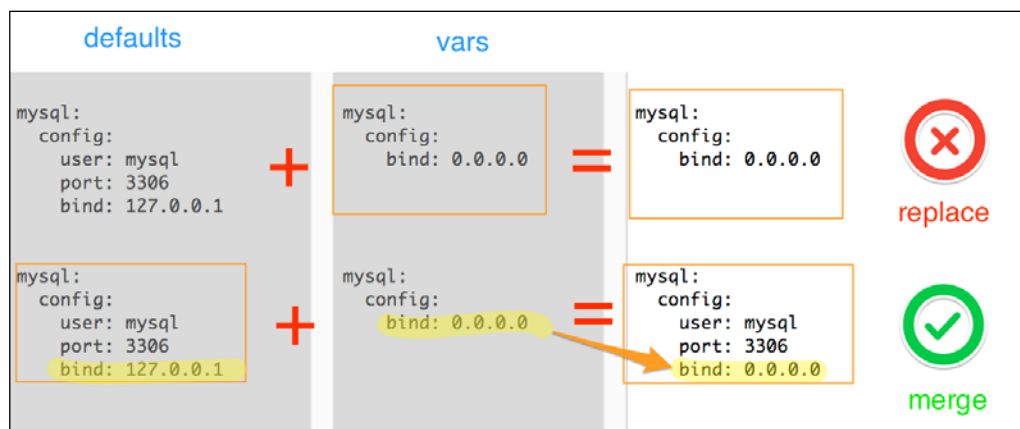 defaults
vars
mysql:
  config:
    user: mysql
    port: 3306
    bind: 127.0.0.1
+
mysql:
  config:
    bind: 0.0.0.0
=
mysql:
  config:
    bind: 0.0.0.0
replace
mysql:
  config:
    user: mysql
    port: 3306
    bind: 127.0.0.1
+
mysql:
  config:
    bind: 0.0.0.0
=
mysql:
  config:
    user: mysql
    port: 3306
    bind: 0.0.0.0
merge